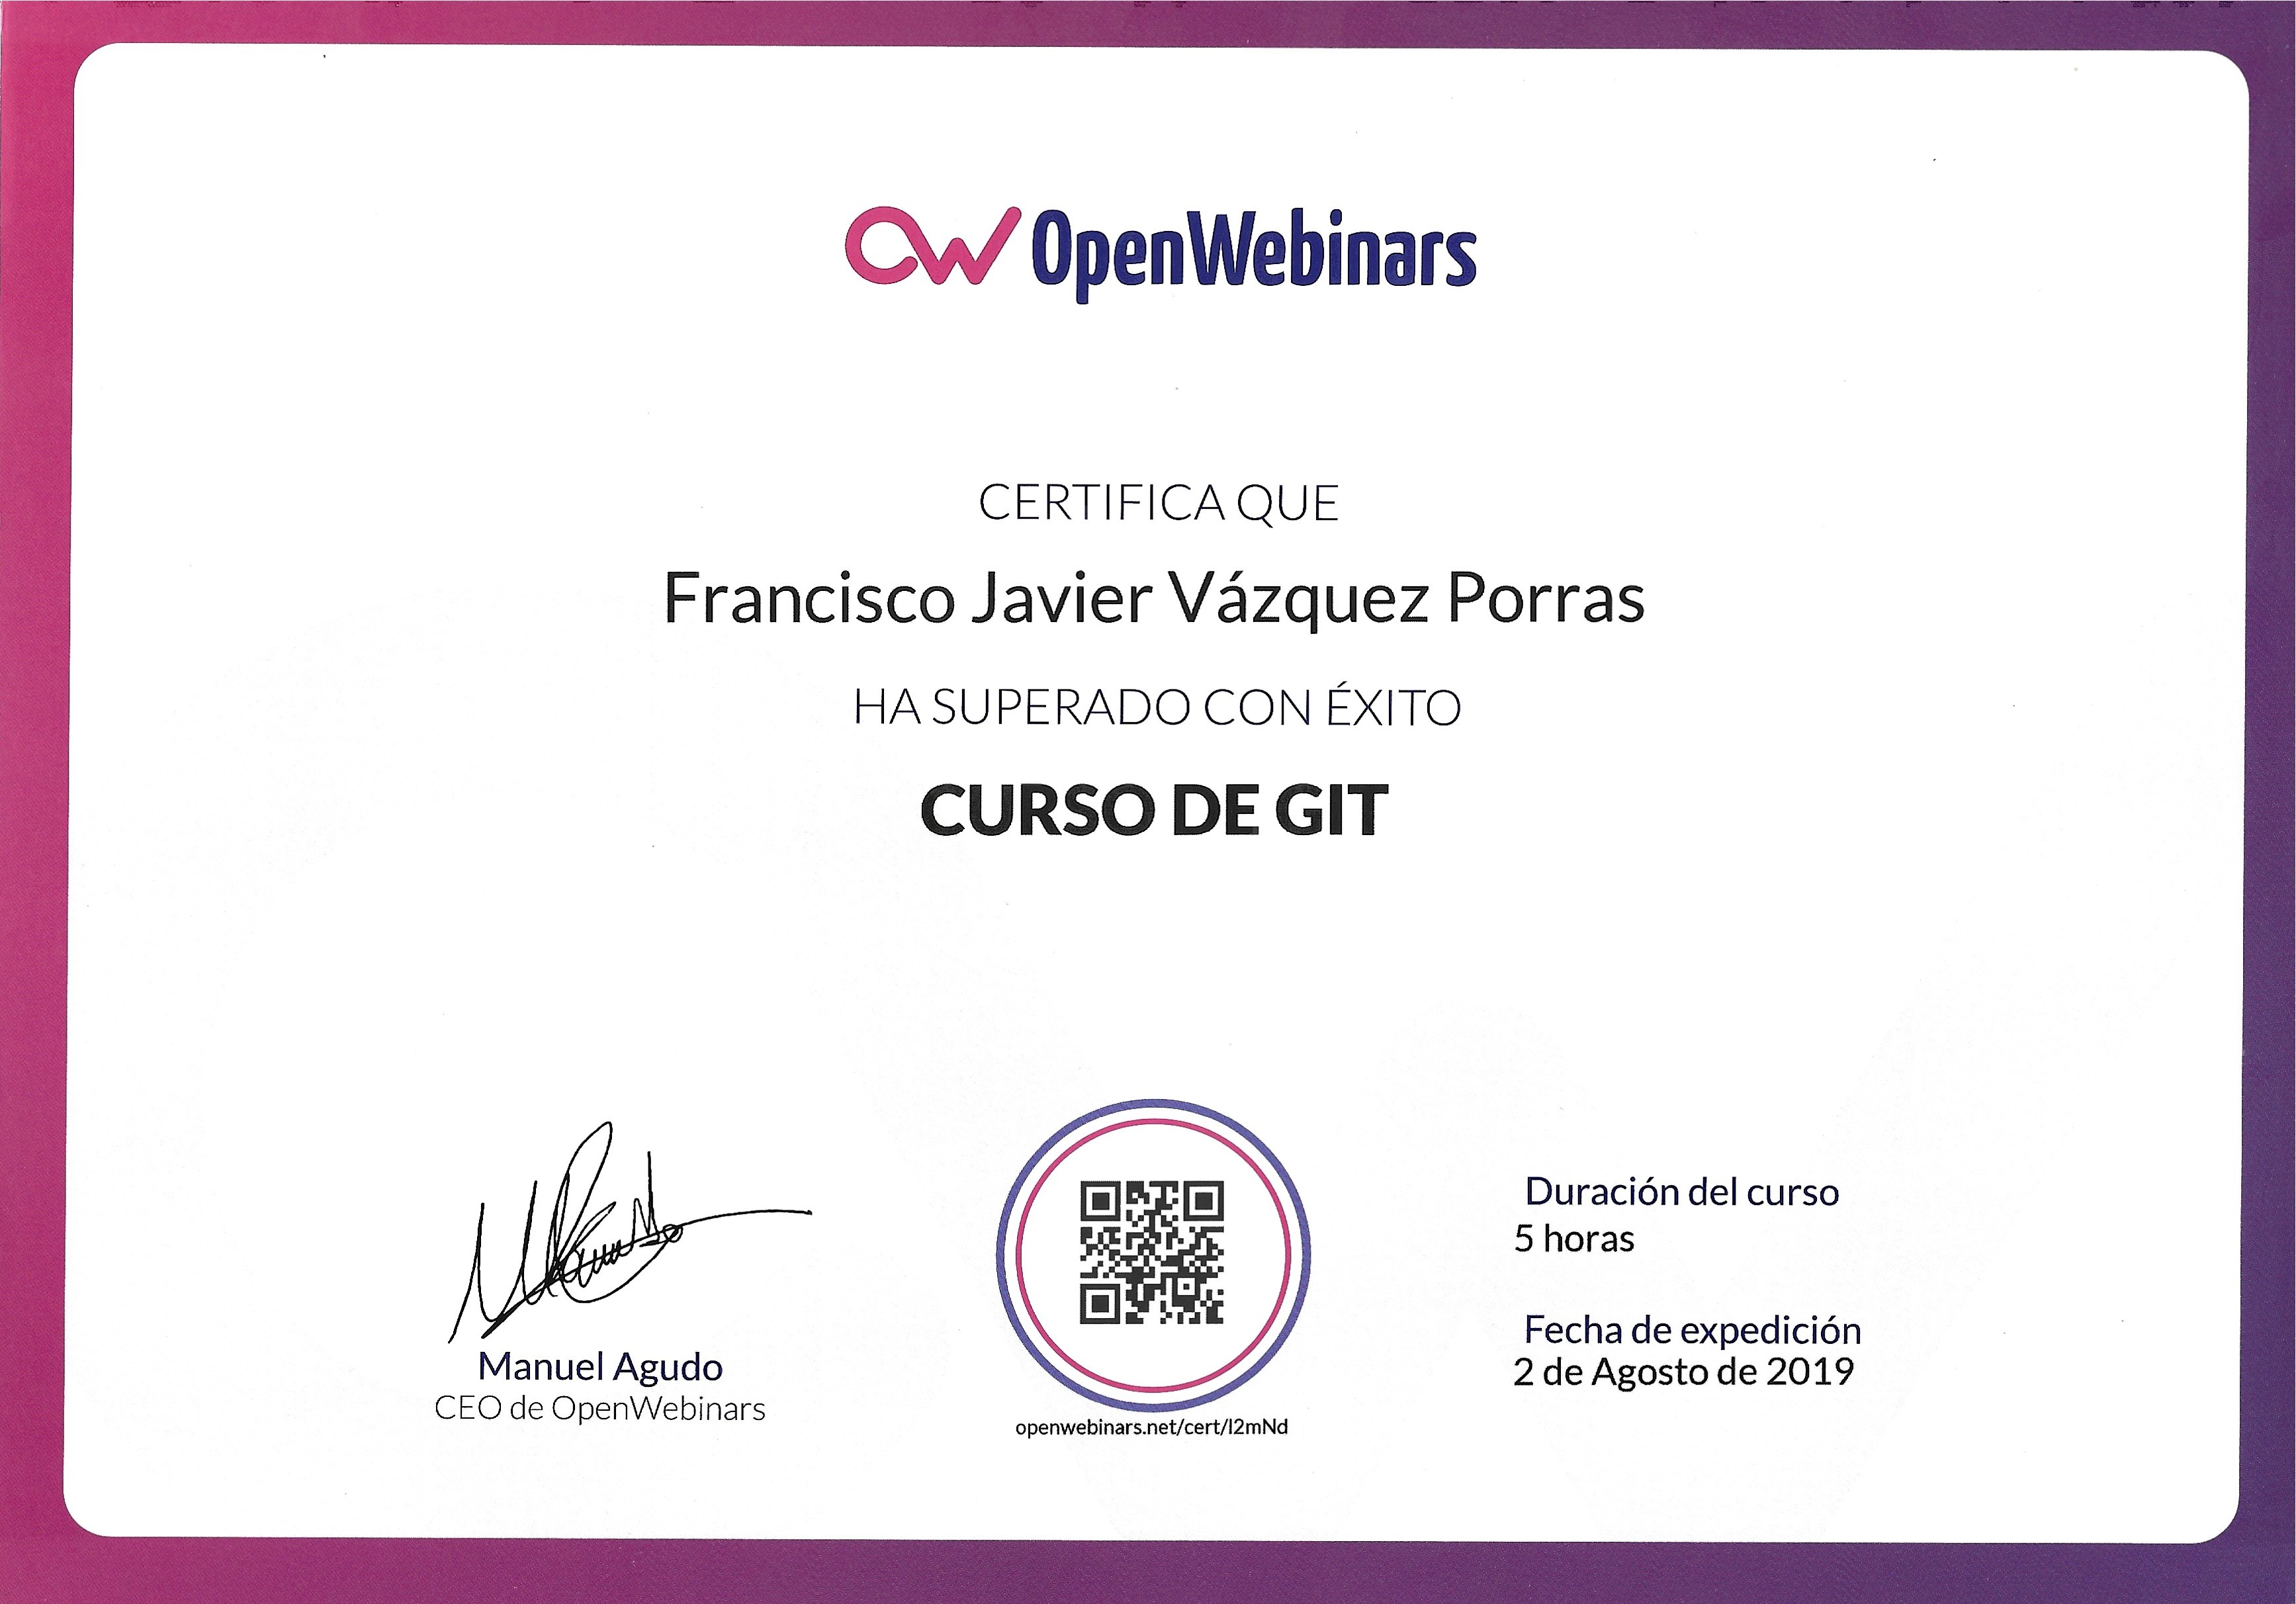 OpenWebinars
CERTIFICA QUE
Francisco Javier Vázquez Porras
HA SUPERADO CON ÉXITO
CURSO DE GIT
Manuel Agudo
CEO de OpenWebinars
openwebinars.net/cert/l2mNd
Duración del curso
5 horas
Fecha de expedición
2 de Agosto de 2019